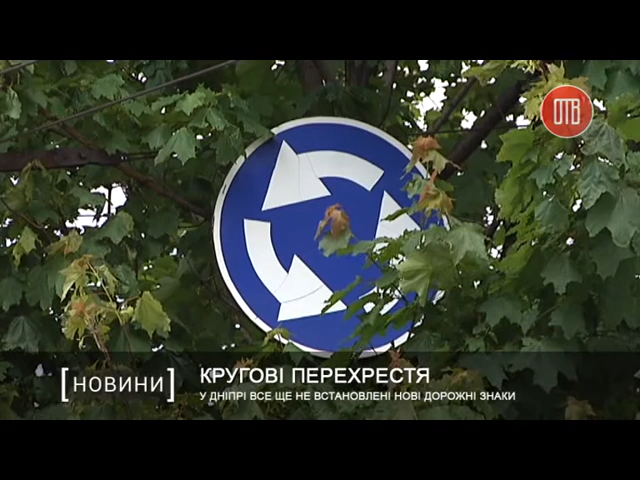 ОТВ
КРУГОВІ ПЕРЕХРЕСТЯ
[НОВИНИ]
У ДНІПРІ ВСЕ ЩЕ НЕ ВСТАНОВЛЕНІ НОВІ ДОРОЖНІ ЗНАКИ